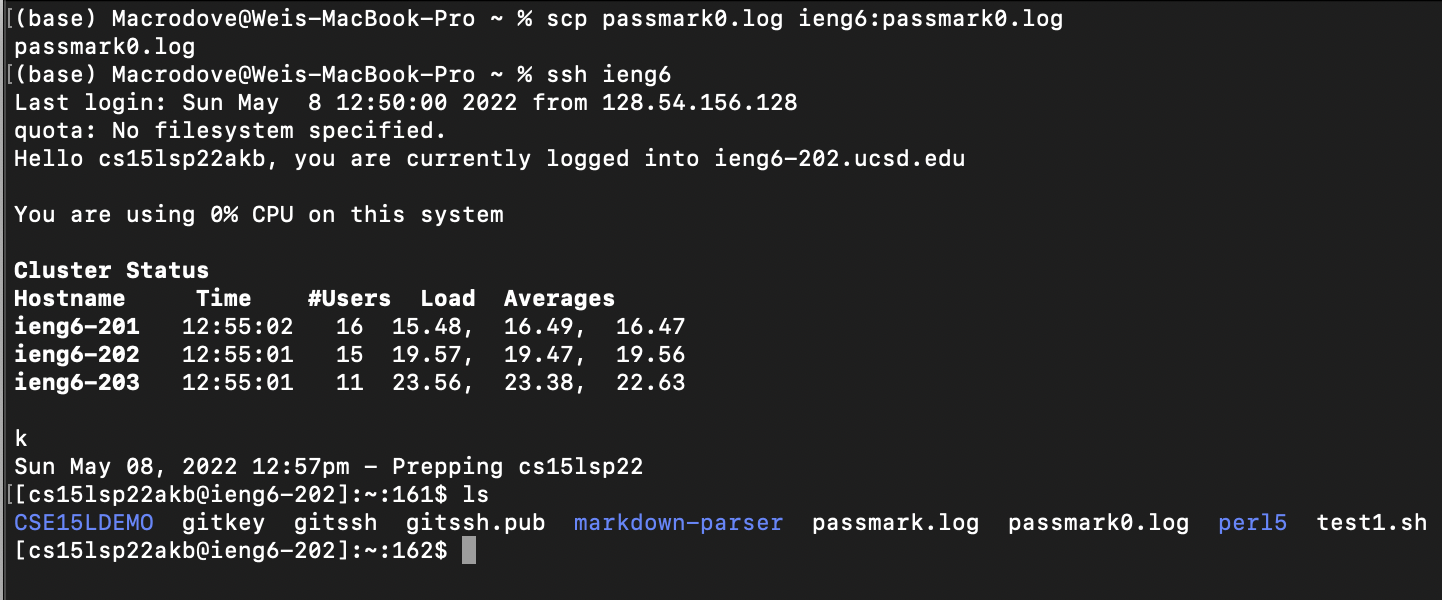 [(base) Macrodove@Weis-MacBook-Pro ~ % scp passmark0.log ieng6:passmark0.log
passmark0.log
[(base) Macrodove@Weis-MacBook-Pro ~ % ssh ieng6
Last login: Sun May  8 12:50:00 2022 from 128.54.156.128
quota: No filesystem specified.
Hello cs15lsp22akb, you are currently logged into ieng6-202.ucsd.edu
You are using 0% CPU on this system
Cluster Status
Hostname     Time    #Users  Load  Averages
ieng6-201   12:55:02   16  15.48,  16.49,  16.47
ieng6-202   12:55:01   15  19.57,  19.47,  19.56
ieng6-203   12:55:01   11  23.56,  23.38,  22.63
k
Sun May 08, 2022 12:57pm - Prepping cs15lsp22
[[cs15lsp22akb@ieng6-202]:~:161$ ls
CSE15LDEMO  gitkey  gitssh  gitssh.pub  markdown-parser  passmark.log  passmark0.log  perl5  test1.sh
[cs15lsp22akb@ieng6-202]:~:162$